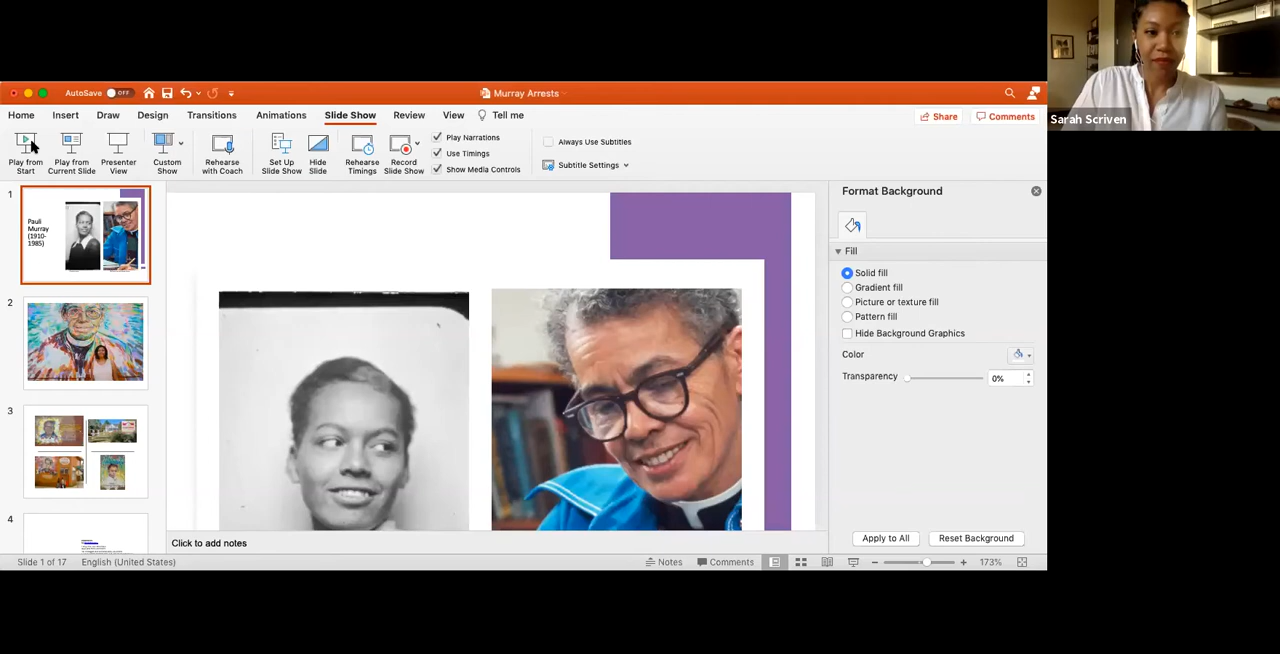 AutoSave OFF
Murray Arrests
Home Insert Draw Design Transitions Animations Slide Show Review View Tell me
Share Comments
Play from Start
Play from Current Slide
Presenter View
Custom Show
Rehearse with Coach
Set Up Slide Show
Hide Slide
Rehearse Timings
Record Slide Show
Play Narrations
Use Timings
Show Media Controls
Always Use Subtitles
Subtitle Settings
Sarah Scriven
1
Pauli
Murray
(1910-
1985)
2
3
4
Format Background
Fill
Solid fill
Gradient fill
Picture or texture fill
Pattern fill
Hide Background Graphics
Color
Transparency 0%
Apply to All Reset Background
Click to add notes
Slide 1 of 17 English (United States) Notes Comments 173%